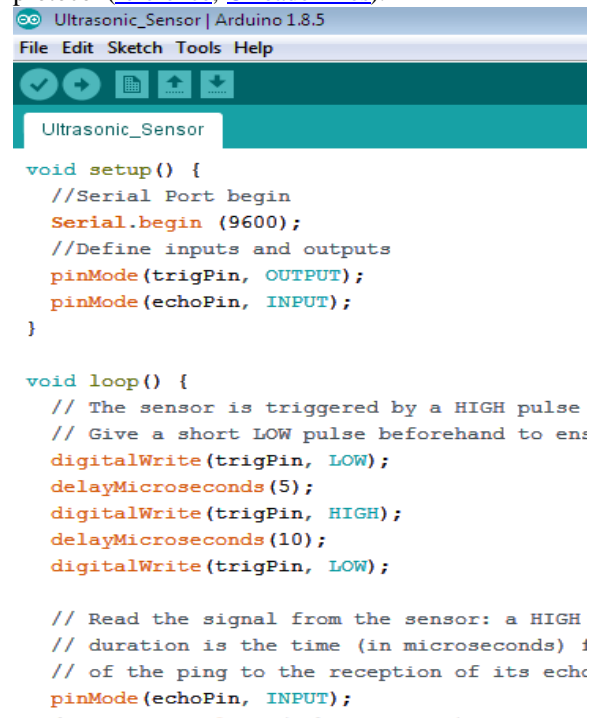 Ultrasonic_Sensor | Arduino 1.8.5
File Edit Sketch Tools Help
Ultrasonic_Sensor
void setup() {
  //Serial Port begin
  Serial.begin (9600);
  //Define inputs and outputs
  pinMode(trigPin, OUTPUT);
  pinMode(echoPin, INPUT);
}

void loop() {
  // The sensor is triggered by a HIGH pulse
  // Give a short LOW pulse beforehand to
  digitalWrite(trigPin, LOW);
  delayMicroseconds(5);
  digitalWrite(trigPin, HIGH);
  delayMicroseconds(10);
  digitalWrite(trigPin, LOW);

  // Read the signal from the sensor: a HIGH
  // duration is the time (in microseconds)
  // of the ping to the reception of its
  pinMode(echoPin, INPUT);